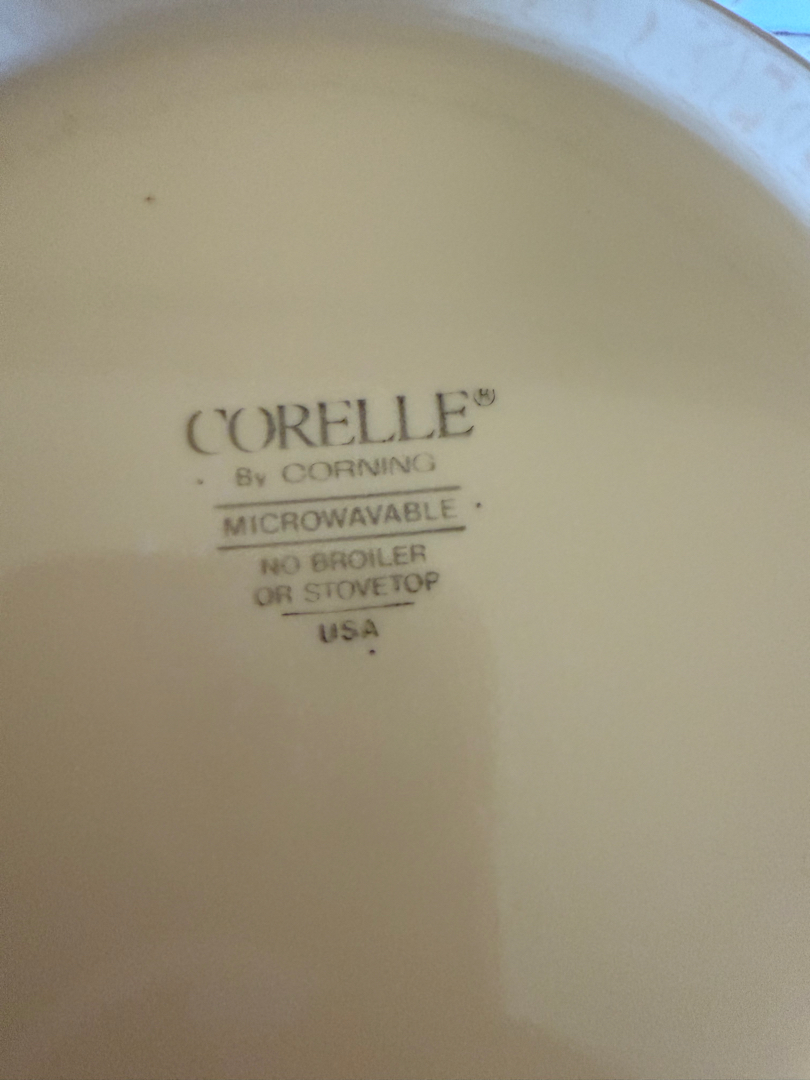 CORELLE®
By CORNING
MICROWAVABLE
NO BROILER
OR STOVETOP
USA